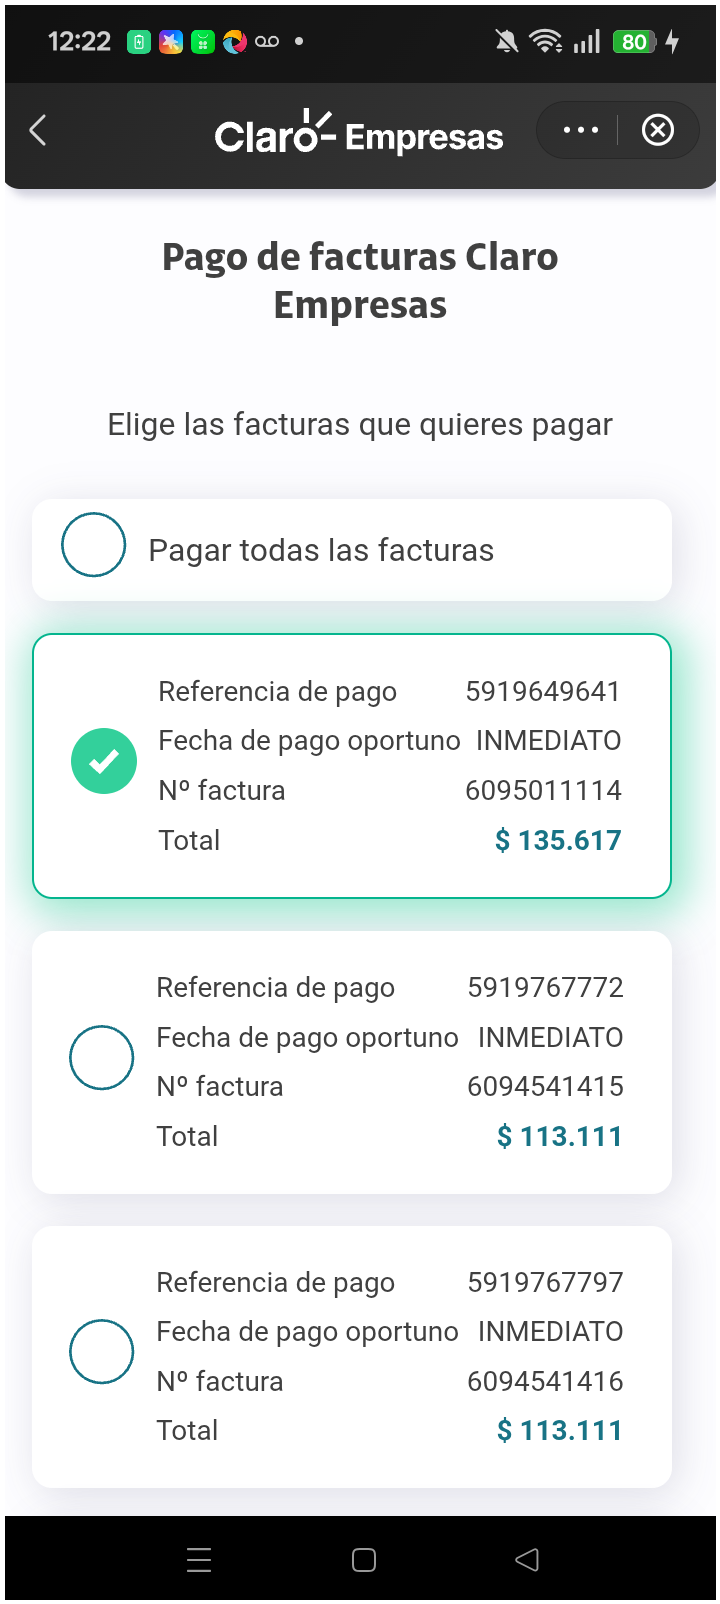 12:22
80
Claro Empresas
Pago de facturas Claro
Empresas
Elige las facturas que quieres pagar
Pagar todas las facturas
Referencia de pago 5919649641
Fecha de pago oportuno INMEDIATO
Nº factura 6095011114
Total $ 135.617
Referencia de pago 5919767772
Fecha de pago oportuno INMEDIATO
Nº factura 6094541415
Total $ 113.111
Referencia de pago 5919767797
Fecha de pago oportuno INMEDIATO
Nº factura 6094541416
Total $ 113.111